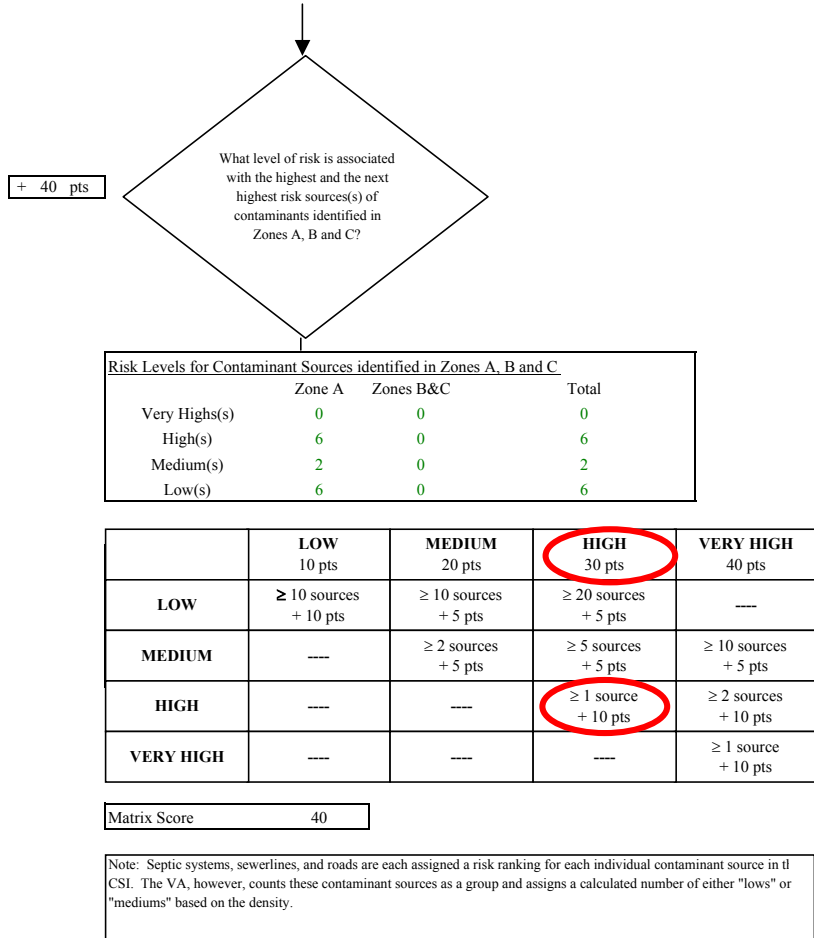 What level of risk is associated
with the highest and the next
highest risk sources(s) of
contaminants identified in
Zones A, B and C?
+ 40 pts
Risk Levels for Contaminant Sources identified in Zones A, B and C
Zone A Zones B&C Total
Very Highs(s) 0 0 0
High(s) 6 0 6
Medium(s) 2 0 2
Low(s) 6 0 6
LOW MEDIUM HIGH VERY HIGH
10 pts 20 pts 30 pts 40 pts
LOW ≥ 10 sources + 10 pts ≥ 10 sources + 5 pts ≥ 20 sources + 5 pts ----
MEDIUM ---- ≥ 2 sources + 5 pts ≥ 5 sources + 5 pts ≥ 10 sources + 5 pts
HIGH ---- ---- ≥ 1 source + 10 pts ≥ 2 sources + 10 pts
VERY HIGH ---- ---- ---- ≥ 1 source + 10 pts
Matrix Score 40
Note: Septic systems, sewerlines, and roads are each assigned a risk ranking for each individual contaminant source in
CSI. The VA, however, counts these contaminant sources as a group and assigns a calculated number of either "lows" or
"mediums" based on the density.